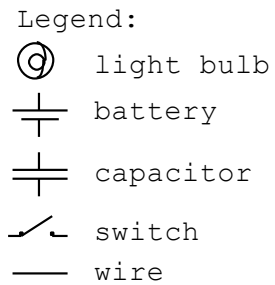 Legend:
light bulb
battery
capacitor
switch
wire